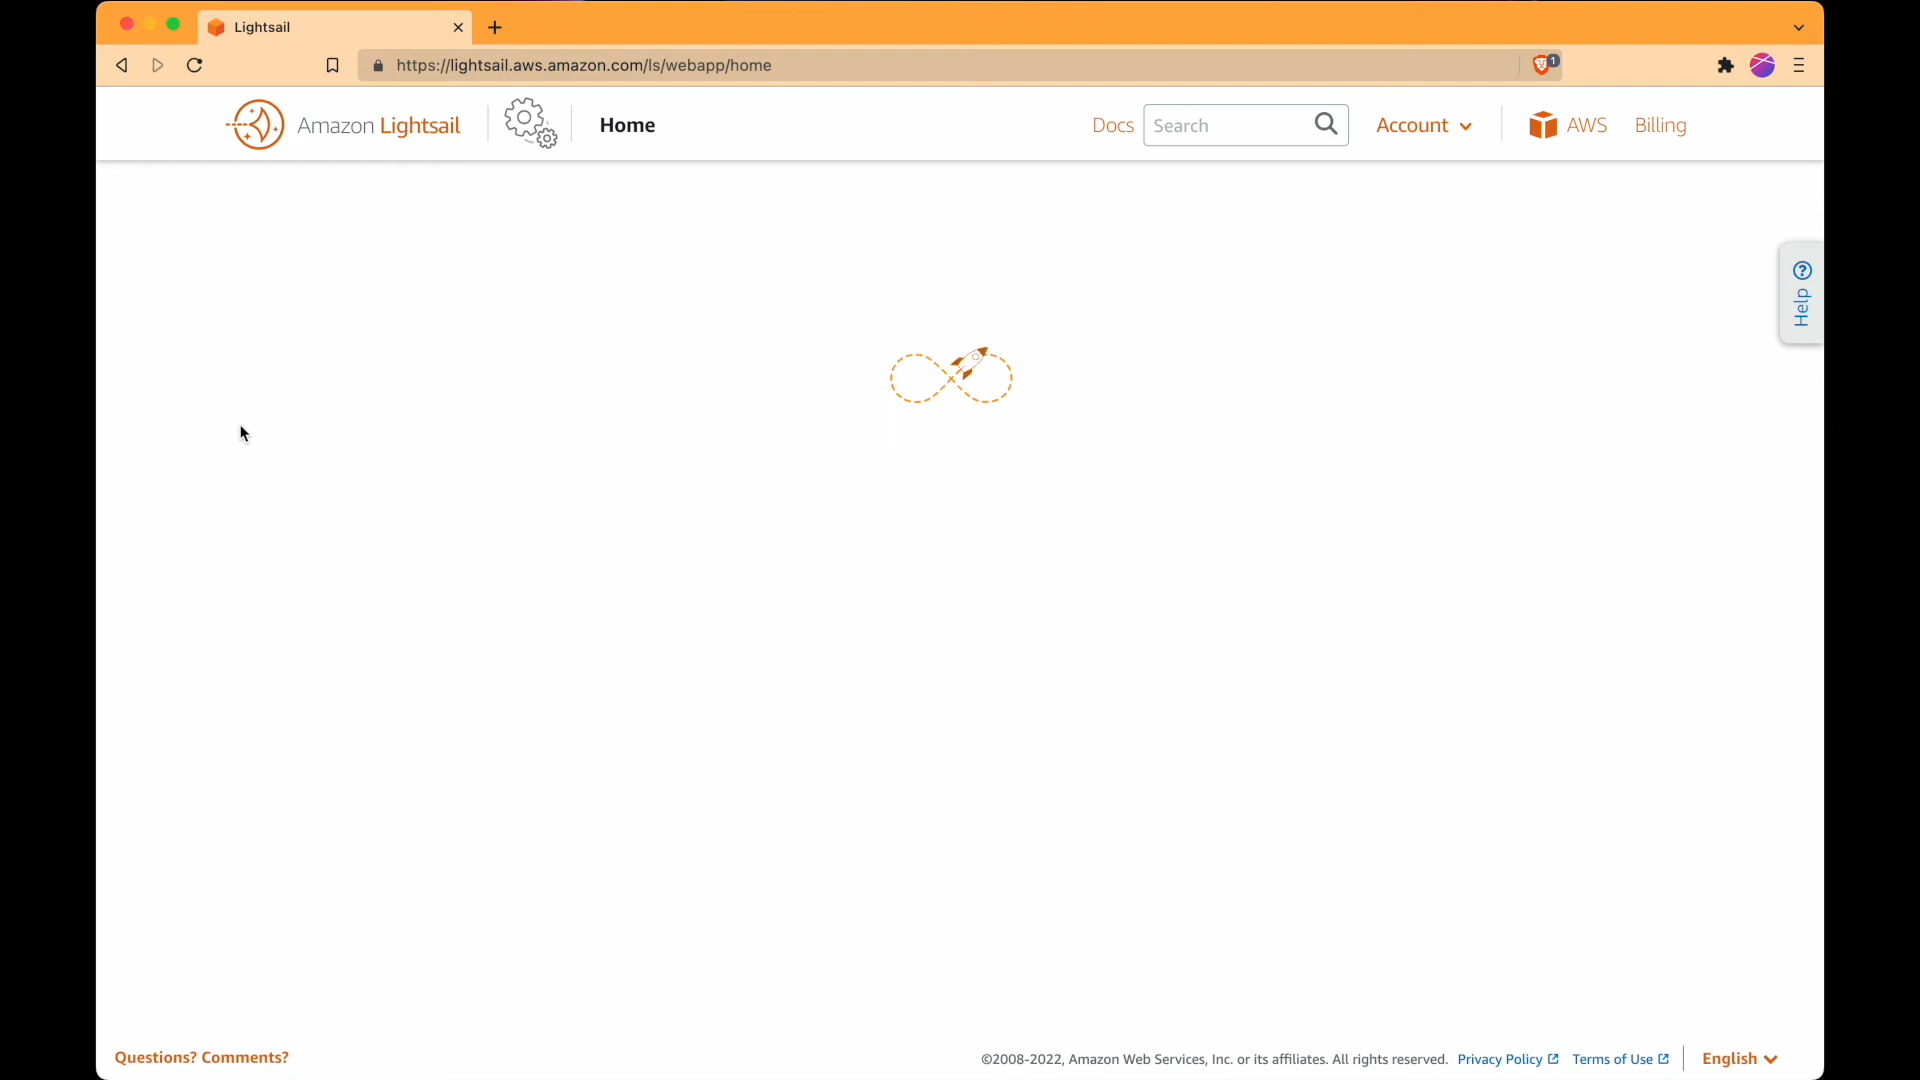 Lightsail
https://lightsail.aws.amazon.com/ls/webapp/home
1
Amazon Lightsail
Home
Docs
Search
Account
AWS
Billing
Help
Questions? Comments?
©2008-2022, Amazon Web Services, Inc. or its affiliates. All rights reserved. Privacy Policy Terms of Use
English